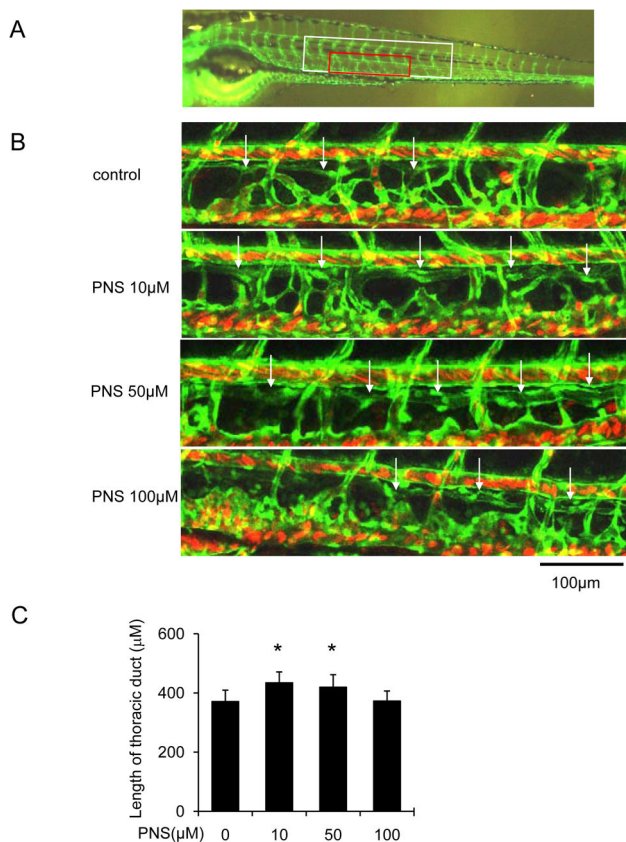 A
B
control
PNS 10μM
PNS 50μM
PNS 100μM
100μm
C
Length of thoracic duct (μM)
600
400
200
0
* *
PNS(μM) 0 10 50 100